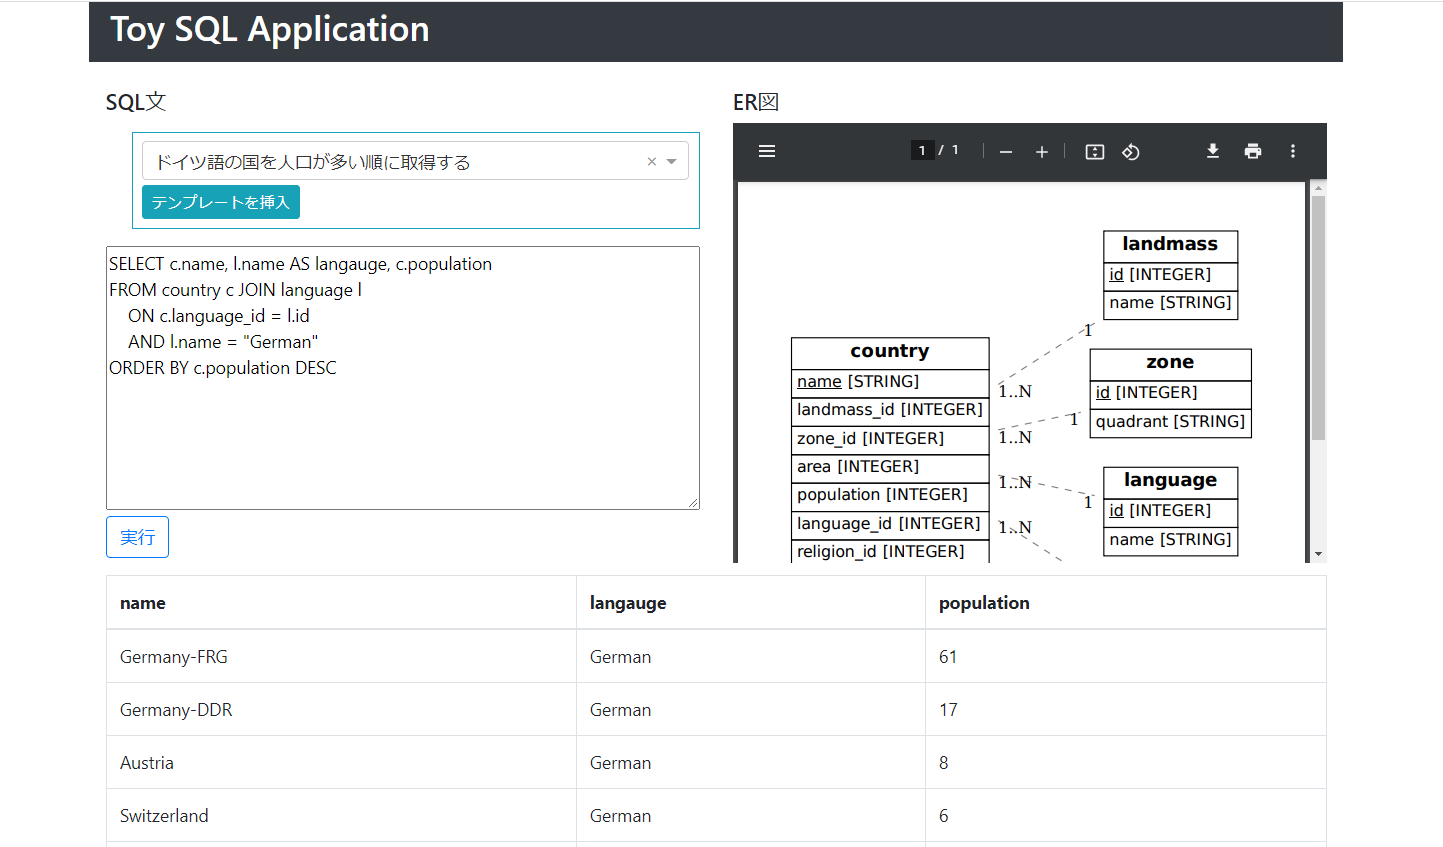 Toy SQL Application
SQL文
ドイツ語の国を人口が多い順に取得する
テンプレートを挿入
SELECT c.name, l.name AS langauge, c.population
FROM country c JOIN language l
ON c.language_id = l.id
AND l.name = "German"
ORDER BY c.population DESC
実行
ER図
1 / 1
landmass
id [INTEGER]
name [STRING]
1
country
name [STRING]
landmass_id [INTEGER]
zone_id [INTEGER]
area [INTEGER]
population [INTEGER]
language_id [INTEGER]
religion_id [INTEGER]
1..N
1..N
1..N
1..N
zone
id [INTEGER]
quadrant [STRING]
1
language
id [INTEGER]
name [STRING]
1
name langauge population
Germany-FRG German 61
Germany-DDR German 17
Austria German 8
Switzerland German 6